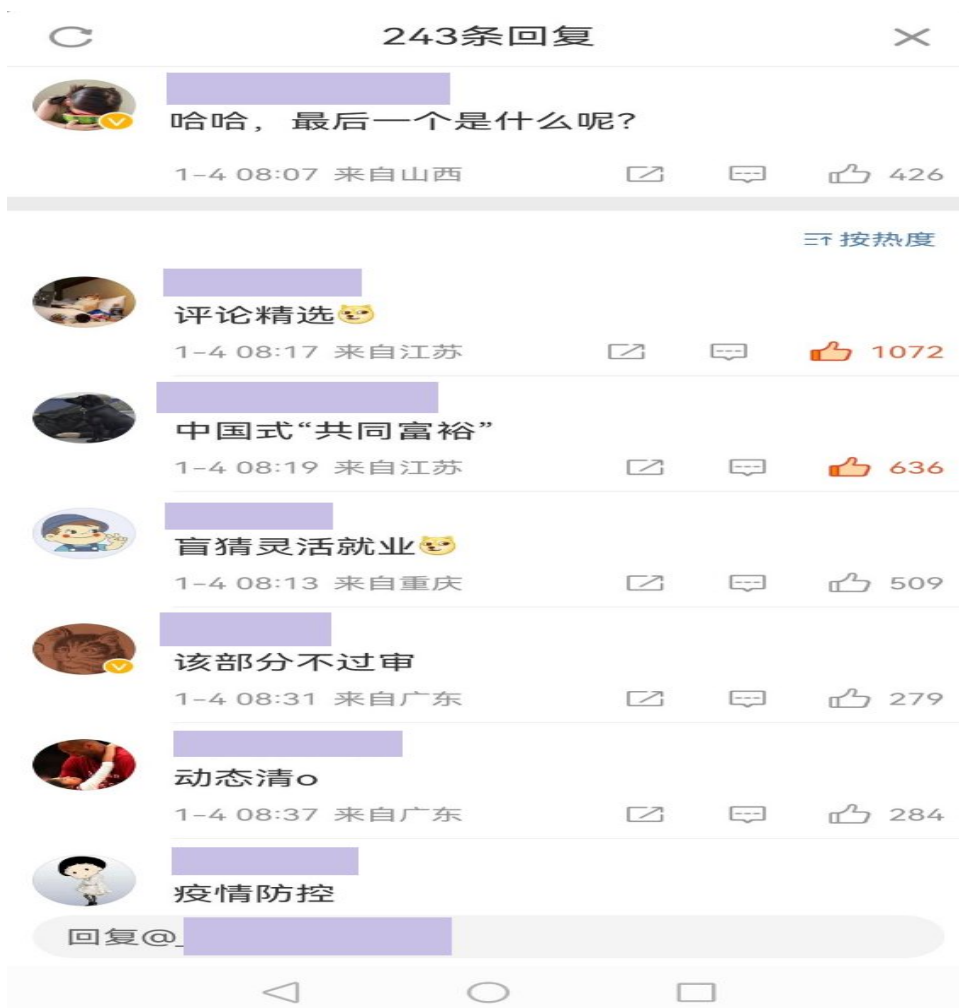 243条回复
哈哈，最后一个是什么呢？
1-4 08:07 来自山西 426
按热度
评论精选
1-4 08:17 来自江苏 1072
中国式“共同富裕”
1-4 08:19 来自江苏 636
盲猜灵活就业
1-4 08:13 来自重庆 509
该部分不过审
1-4 08:31 来自广东 279
动态清o
1-4 08:37 来自广东 284
疫情防控
回复@_